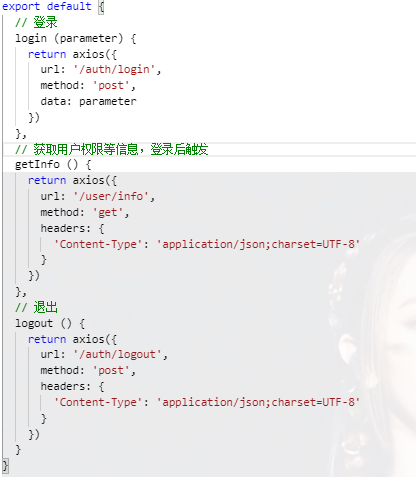 export default {
  // 登录
  login (parameter) {
    return axios({
      url: '/auth/login',
      method: 'post',
      data: parameter
    })
  },
  // 获取用户权限等信息，登录后触发
  getInfo () {
    return axios({
      url: '/user/info',
      method: 'get',
      headers: {
        'Content-Type': 'application/json;charset=UTF-8'
      }
    })
  },
  // 退出
  logout () {
    return axios({
      url: '/auth/logout',
      method: 'post',
      headers: {
        'Content-Type': 'application/json;charset=UTF-8'
      }
    })
  }
}